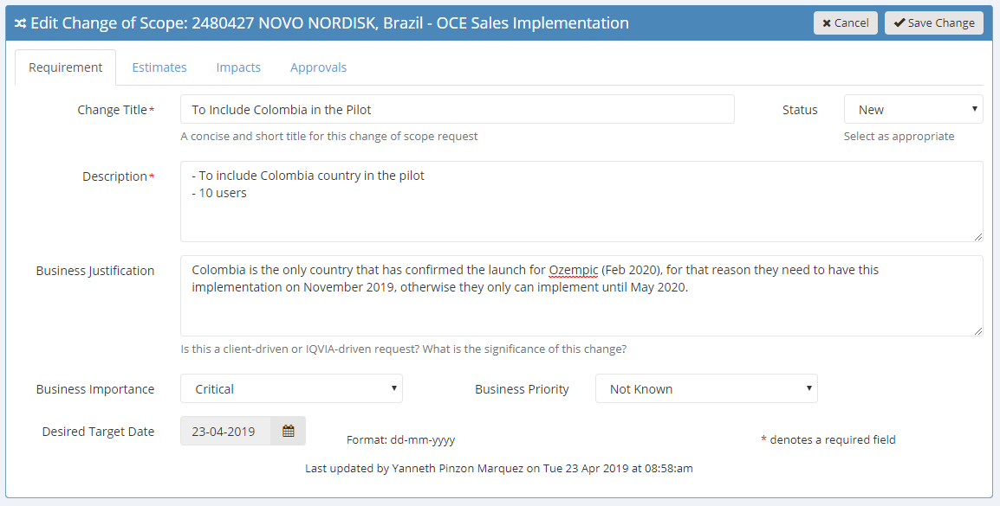 Edit Change of Scope: 2480427 NOVO NORDISK, Brazil - OCE Sales Implementation
Cancel
Save Change
Requirement
Estimates
Impacts
Approvals
Change Title*
To Include Colombia in the Pilot
Status
New
A concise and short title for this change of scope request
Select as appropriate
Description*
- To include Colombia country in the pilot
- 10 users
Business Justification
Colombia is the only country that has confirmed the launch for Ozempic (Feb 2020), for that reason they need to have this
implementation on November 2019, otherwise they only can implement until May 2020.
Is this a client-driven or IQVIA-driven request? What is the significance of this change?
Business Importance
Critical
Business Priority
Not Known
Desired Target Date
23-04-2019
Format: dd-mm-yyyy
* denotes a required field
Last updated by Yanneth Pinzon Marquez on Tue 23 Apr 2019 at 08:58:am